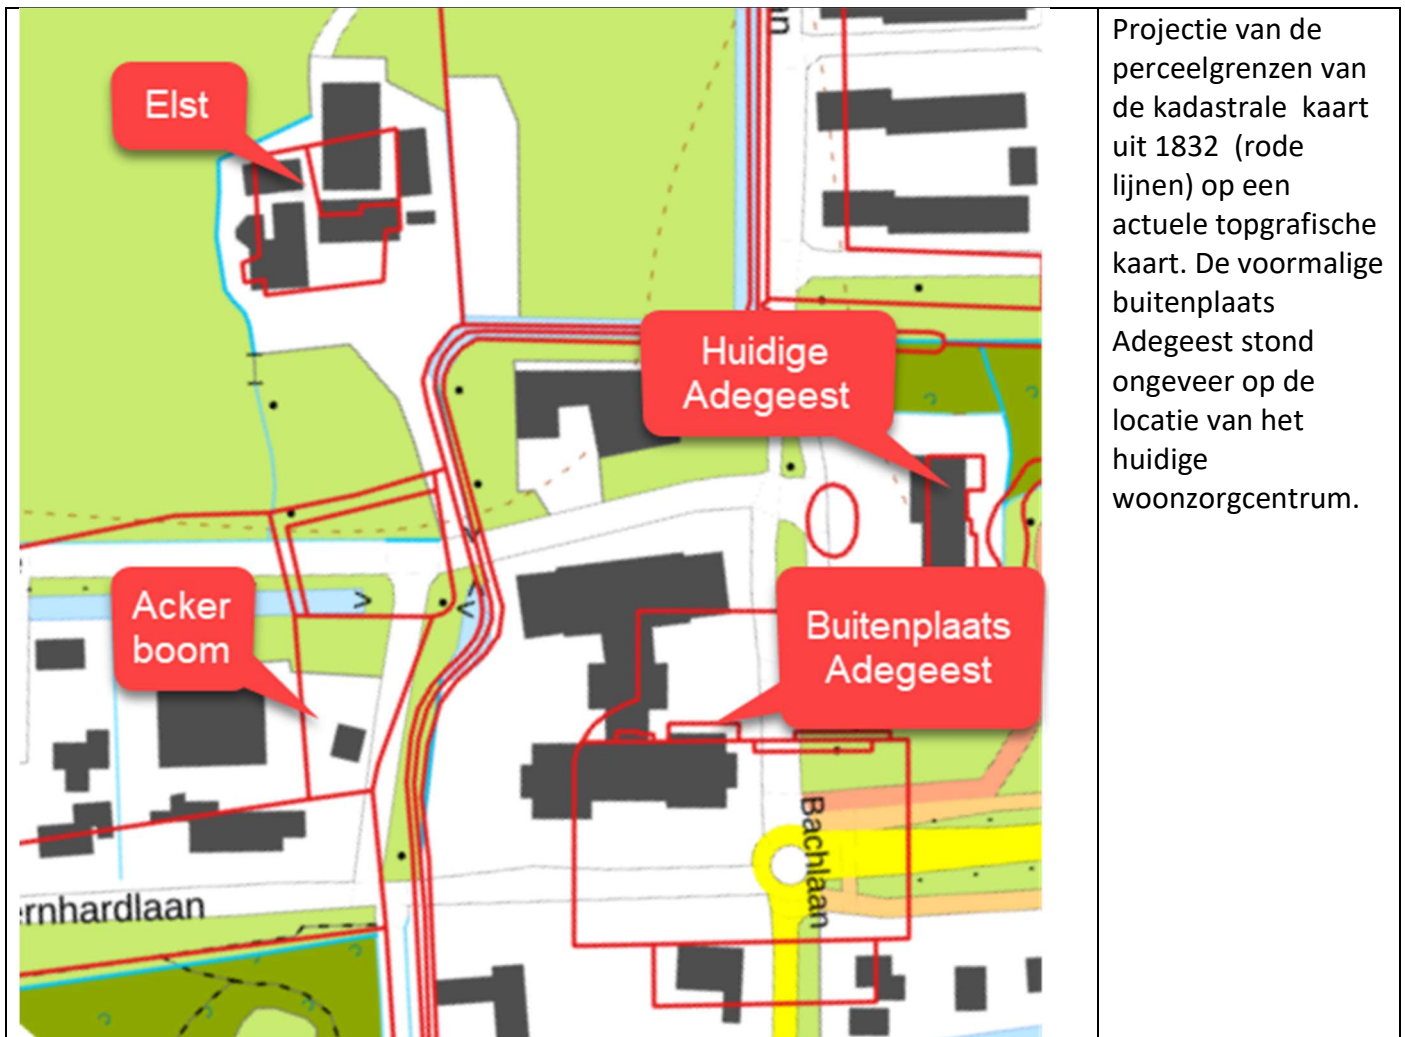 Elst
Huidige
Adegeest
Acker
boom
Buitenplaats
Adegeest
Bachlaan
ernhardlaan
Projectie van de
perceelgrenzen van
de kadastrale kaart
uit 1832 (rode
lijnen) op een
actuele topgrafische
kaart. De voormalige
buitenplaats
Adegeest stond
ongeveer op de
locatie van het
huidige
woonzorgcentrum.